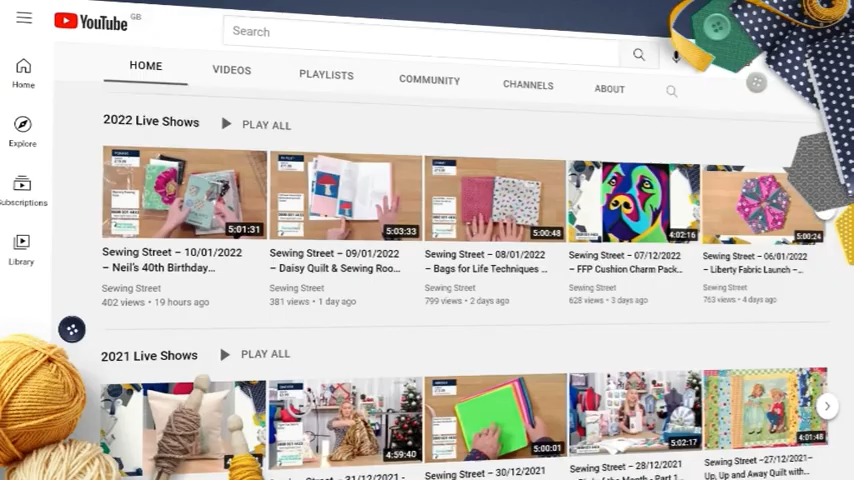 YouTube GB
Search
HOME
VIDEOS
PLAYLISTS
COMMUNITY
CHANNELS
ABOUT
Home
Explore
Subscriptions
Library
2022 Live Shows
PLAY ALL
5:01:31
5:03:33
5:00:48
4:02:16
5:00:24
Sewing Street – 10/01/2022
– Neil's 40th Birthday...
Sewing Street
402 views • 19 hours ago
Sewing Street – 09/01/2022
– Daisy Quilt & Sewing Roo...
Sewing Street
381 views • 1 day ago
Sewing Street – 08/01/2022
– Bags for Life Techniques ...
Sewing Street
799 views • 2 days ago
Sewing Street – 07/12/2022
– FFP Cushion Charm Pack...
Sewing Street
628 views • 3 days ago
Sewing Street – 06/01/2022
– Liberty Fabric Launch –...
Sewing Street
763 views • 4 days ago
2021 Live Shows
PLAY ALL
4:59:40
5:00:01
5:02:17
4:01:48
Sewing Street – 31/12/2021 -
Sewing Street – 30/12/2021
Sewing Street – 28/12/2021
Sewing Street –27/12/2021–
Up, Up and Away Quilt with...